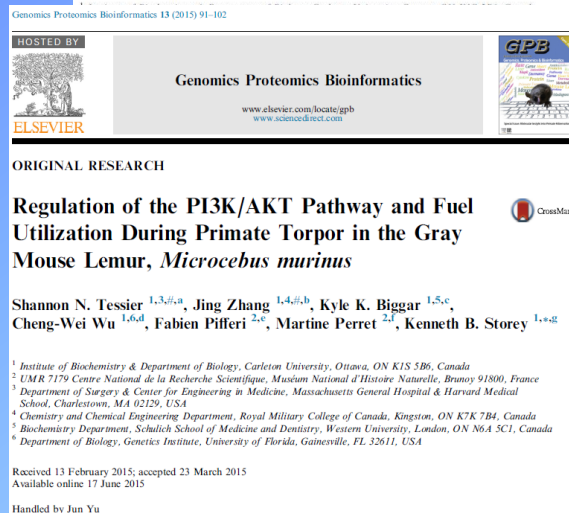 Genomics Proteomics Bioinformatics 13 (2015) 91–102
HOSTED BY
ELSEVIER
Genomics Proteomics Bioinformatics
www.elsevier.com/locate/gpb
www.sciencedirect.com
GPB
ORIGINAL RESEARCH
Regulation of the PI3K/AKT Pathway and Fuel
Utilization During Primate Torpor in the Gray
Mouse Lemur, Microcebus murinus
CrossMar
Shannon N. Tessier 1,3,#,a, Jing Zhang 1,4,#,b, Kyle K. Biggar 1,5,c,
Cheng-Wei Wu 1,6,d, Fabien Pifferi 2,e, Martine Perret 2,f, Kenneth B. Storey 1,*,g
1 Institute of Biochemistry & Department of Biology, Carleton University, Ottawa, ON K1S 5B6, Canada
2 UMR 7179 Centre National de la Recherche Scientifique, Muséum National d'Histoire Naturelle, Brunoy 91800, France
3 Department of Surgery & Center for Engineering in Medicine, Massachusetts General Hospital & Harvard Medical
School, Charlestown, MA 02129, USA
4 Chemistry and Chemical Engineering Department, Royal Military College of Canada, Kingston, ON K7K 7B4, Canada
5 Biochemistry Department, Schulich School of Medicine and Dentistry, Western University, London, ON N6A 5C1, Canada
6 Department of Biology, Genetics Institute, University of Florida, Gainesville, FL 32611, USA
Received 13 February 2015; accepted 23 March 2015
Available online 17 June 2015
Handled by Jun Yu